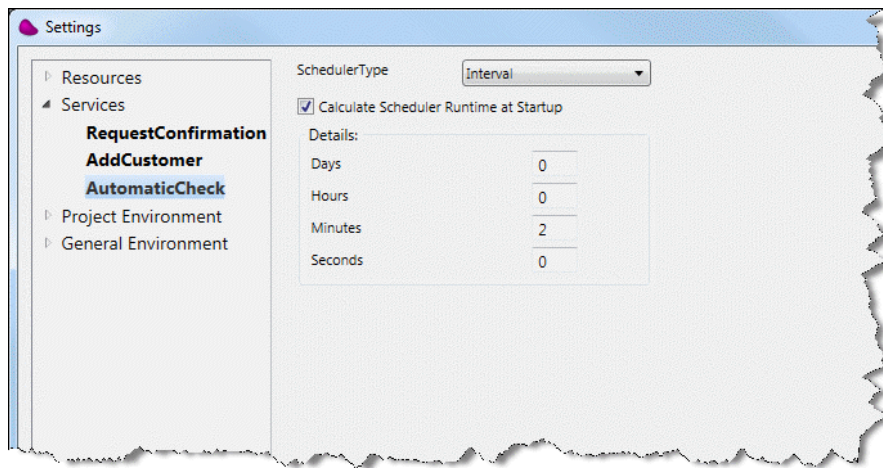 Settings
Resources
Services
RequestConfirmation
AddCustomer
AutomaticCheck
Project Environment
General Environment
SchedulerType Interval
Calculate Scheduler Runtime at Startup
Details:
Days 0
Hours 0
Minutes 2
Seconds 0